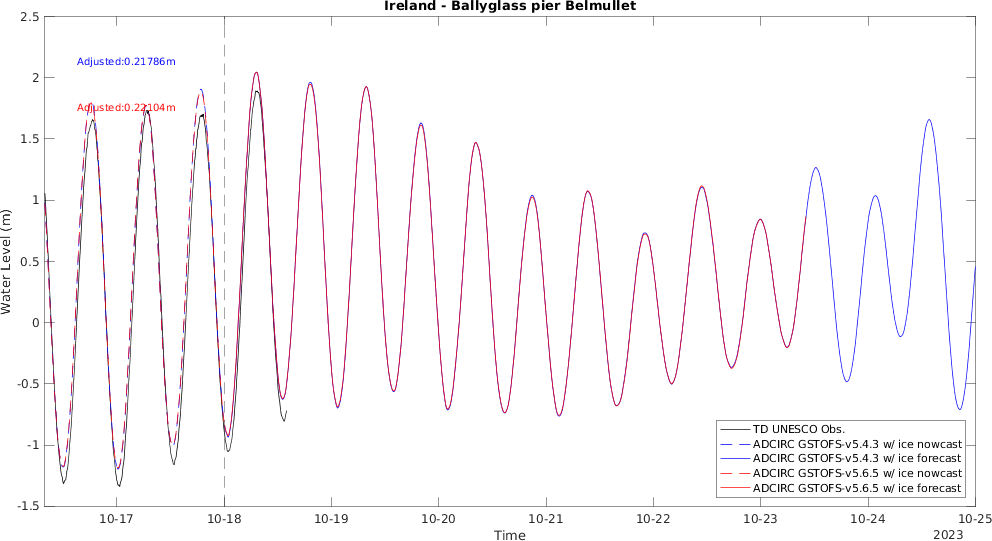 Ireland - Ballyglass pier Belmullet
2.5
2
1.5
1
0.5
0
-0.5
-1
-1.5
Water Level (m)
Adjusted:0.21786m
Adjusted:0.22104m
TD UNESCO Obs.
ADCIRC GSTOFS-v5.4.3 w/ ice nowcast
ADCIRC GSTOFS-v5.4.3 w/ ice forecast
ADCIRC GSTOFS-v5.6.5 w/ ice nowcast
ADCIRC GSTOFS-v5.6.5 w/ ice forecast
10-17 10-18 10-19 10-20 10-21 10-22 10-23 10-24 10-25
Time
2023